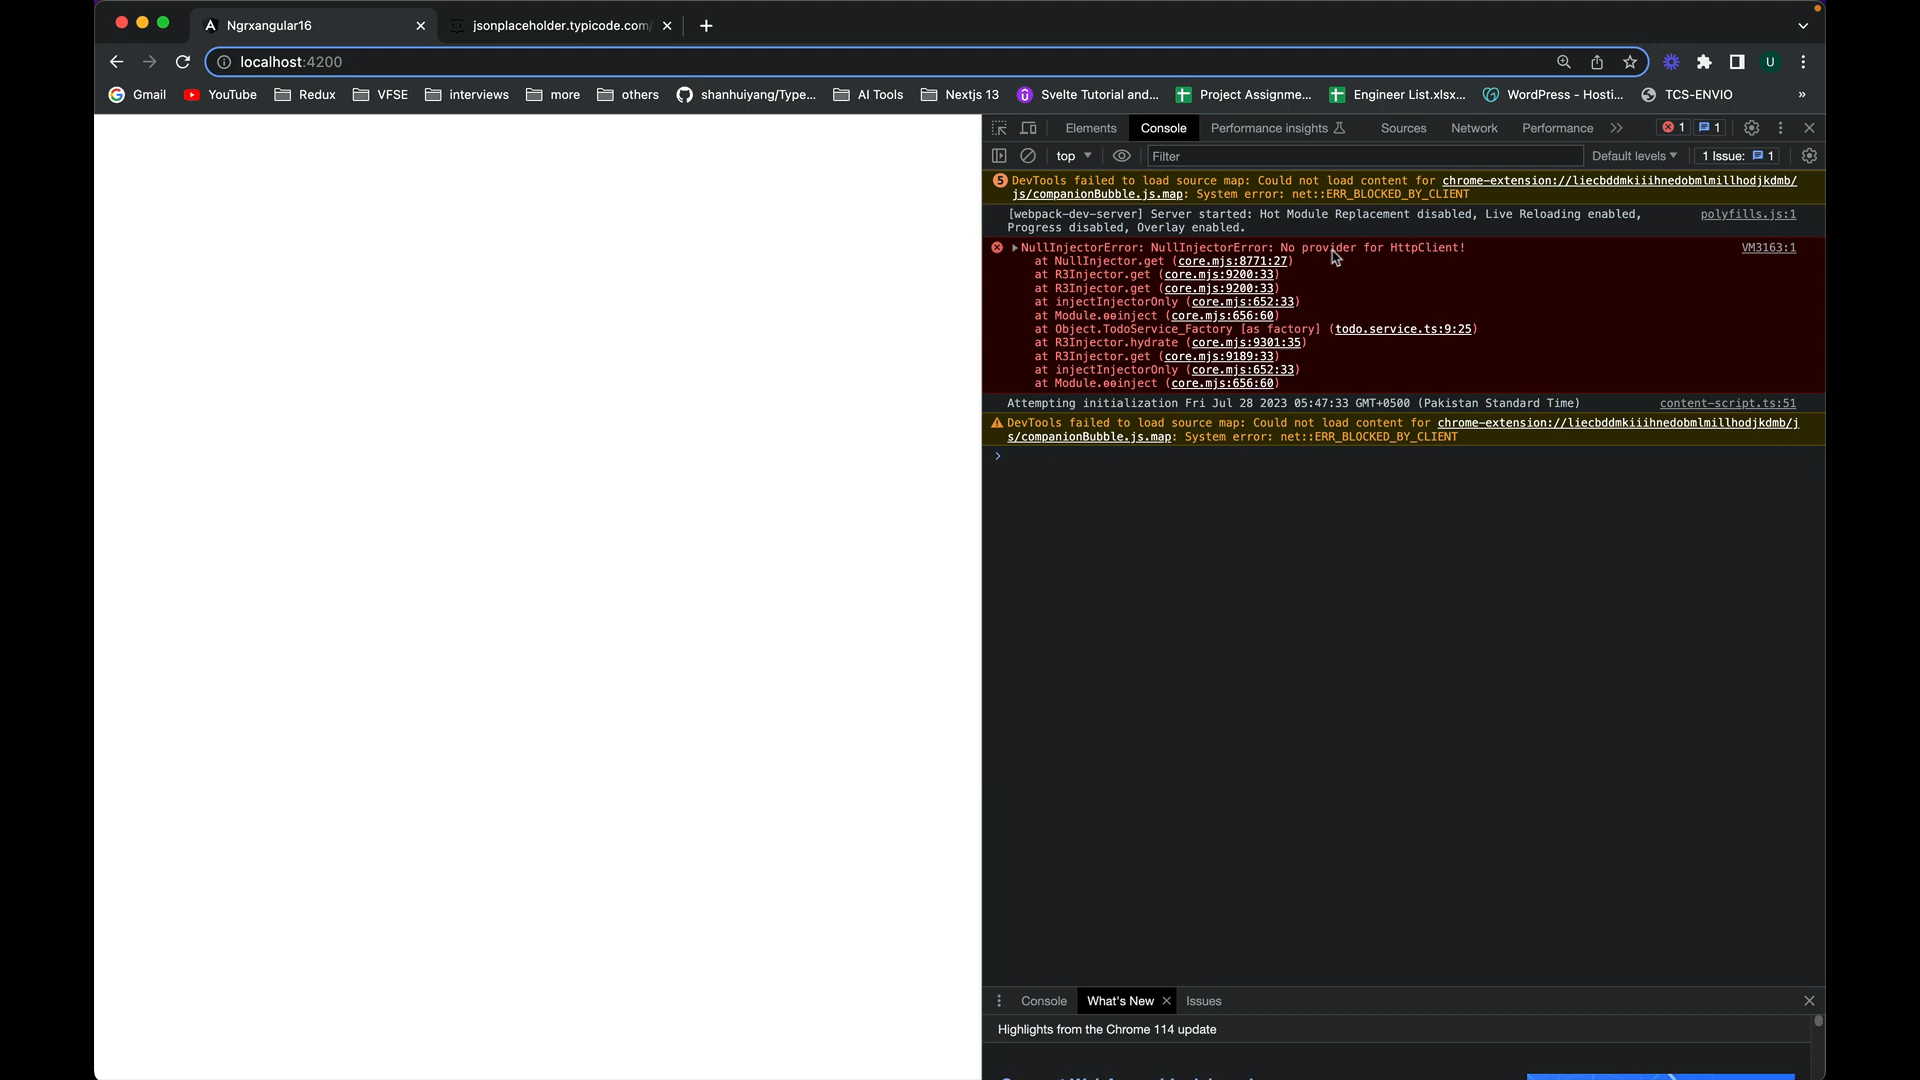 Ngrxangular16
jsonplaceholder.typicode.com/
localhost:4200
Gmail YouTube Redux VFSE interviews more others shanhuiyang/Type... AI Tools Nextjs 13 Svelte Tutorial and... Project Assignme... Engineer List.xlsx... WordPress - Hosti... TCS-ENVIO »
Elements Console Performance insights Sources Network Performance 1 1
top Filter Default levels 1 Issue: 1
5 DevTools failed to load source map: Could not load content for chrome-extension://liecbddmkiiihnedobmlmillhodjkdmb/
js/companionBubble.js.map: System error: net::ERR_BLOCKED_BY_CLIENT
[webpack-dev-server] Server started: Hot Module Replacement disabled, Live Reloading enabled, polyfills.js:1
Progress disabled, Overlay enabled.
NullInjectorError: NullInjectorError: No provider for HttpClient! VM3163:1
at NullInjector.get (core.mjs:8771:27)
at R3Injector.get (core.mjs:9200:33)
at R3Injector.get (core.mjs:9200:33)
at injectInjectorOnly (core.mjs:652:33)
at Module.ɵɵinject (core.mjs:656:60)
at Object.TodoService_Factory [as factory] (todo.service.ts:9:25)
at R3Injector.hydrate (core.mjs:9301:35)
at R3Injector.get (core.mjs:9189:33)
at injectInjectorOnly (core.mjs:652:33)
at Module.ɵɵinject (core.mjs:656:60)
Attempting initialization Fri Jul 28 2023 05:47:33 GMT+0500 (Pakistan Standard Time) content-script.ts:51
DevTools failed to load source map: Could not load content for chrome-extension://liecbddmkiiihnedobmlmillhodjkdmb/j
s/companionBubble.js.map: System error: net::ERR_BLOCKED_BY_CLIENT
Console What's New Issues
Highlights from the Chrome 114 update